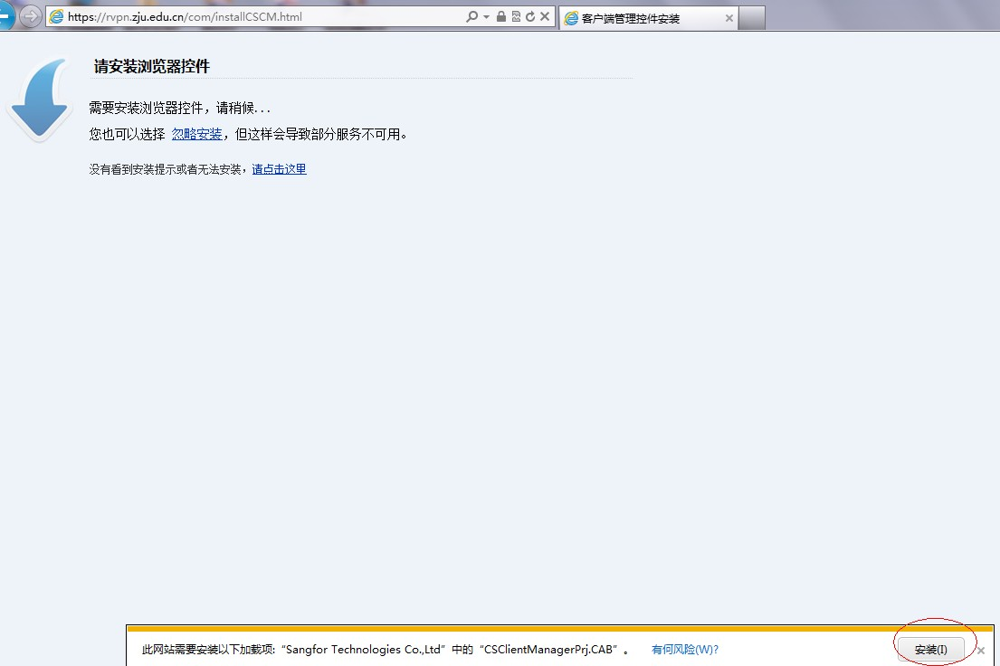 https://rvpn.zju.edu.cn/com/installCSCM.html
客户端管理控件安装
请安装浏览器控件
需要安装浏览器控件，请稍候...
您也可以选择 忽略安装，但这样会导致部分服务不可用。
没有看到安装提示或者无法安装，请点击这里
此网站需要安装以下加载项: “Sangfor Technologies Co.,Ltd” 中的 “CSClientManagerPrj.CAB”。 有何风险(W)? 安装(I)